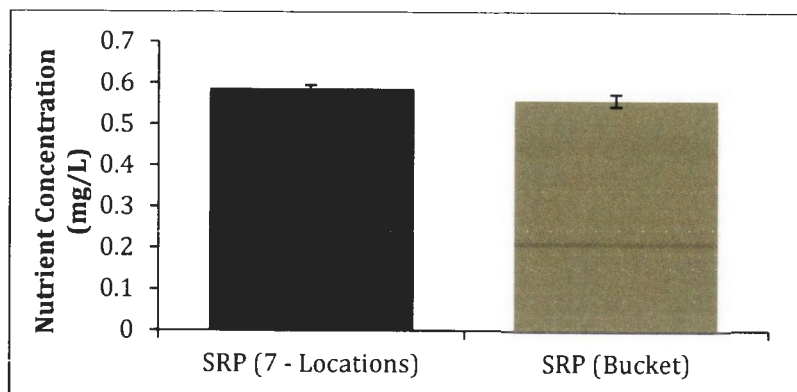 0.7
0.6
0.5
0.4
0.3
0.2
0.1
0
Nutrient Concentration
(mg/L)
SRP (7 - Locations)
SRP (Bucket)